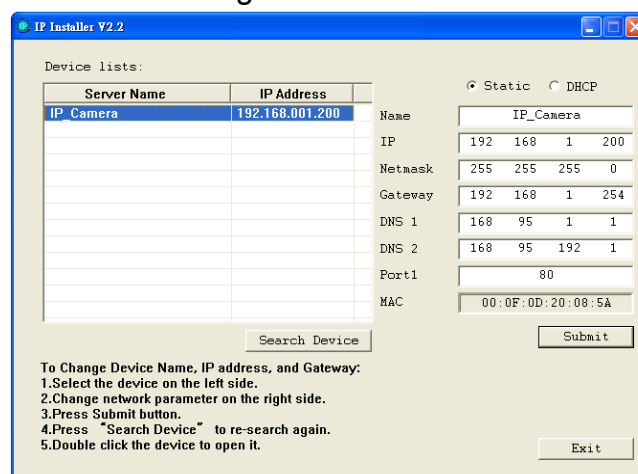 IP Installer V2.2
Device lists:
Server Name IP Address
IP_Camera 192.168.001.200
Static DHCP
Name IP_Camera
IP 192 168 1 200
Netmask 255 255 255 0
Gateway 192 168 1 254
DNS 1 168 95 1 1
DNS 2 168 95 192 1
Port1 80
MAC 00:0F:0D:20:08:5A
Search Device
Submit
To Change Device Name, IP address, and Gateway:
1.Select the device on the left side.
2.Change network parameter on the right side.
3.Press Submit button.
4.Press “Search Device” to re-search again.
5.Double click the device to open it.
Exit